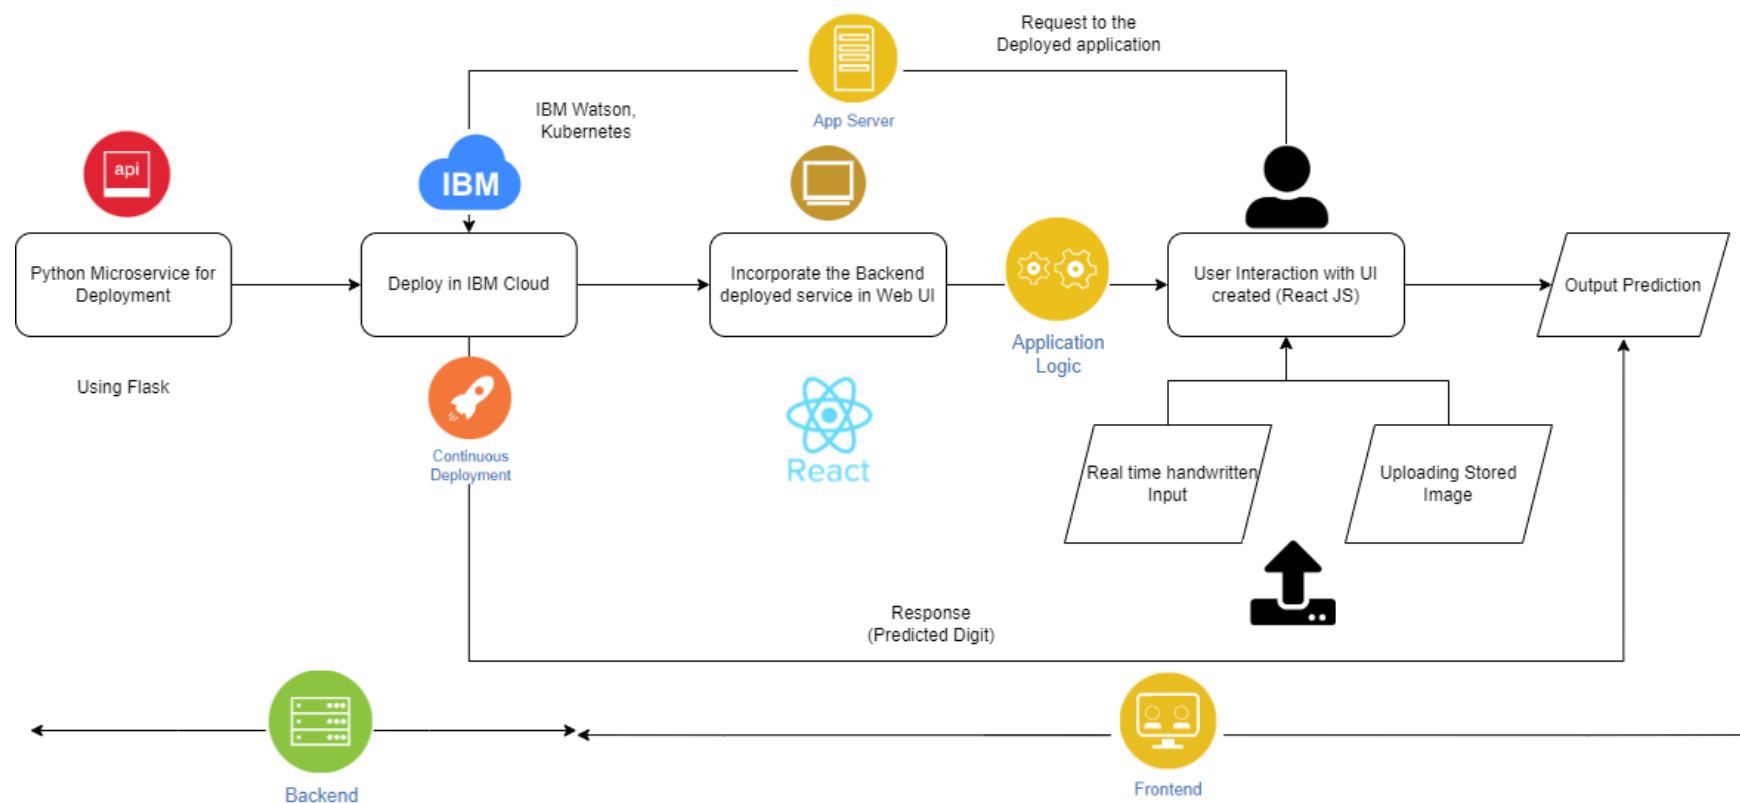 Request to the
Deployed application
App Server
IBM Watson,
Kubernetes
api
IBM
Python Microservice for
Deployment
Deploy in IBM Cloud
Incorporate the Backend
deployed service in Web UI
User Interaction with UI
created (React JS)
Output Prediction
Application
Logic
Using Flask
Continuous
Deployment
React
Real time handwritten
Input
Uploading Stored
Image
Response
(Predicted Digit)
Backend
Frontend